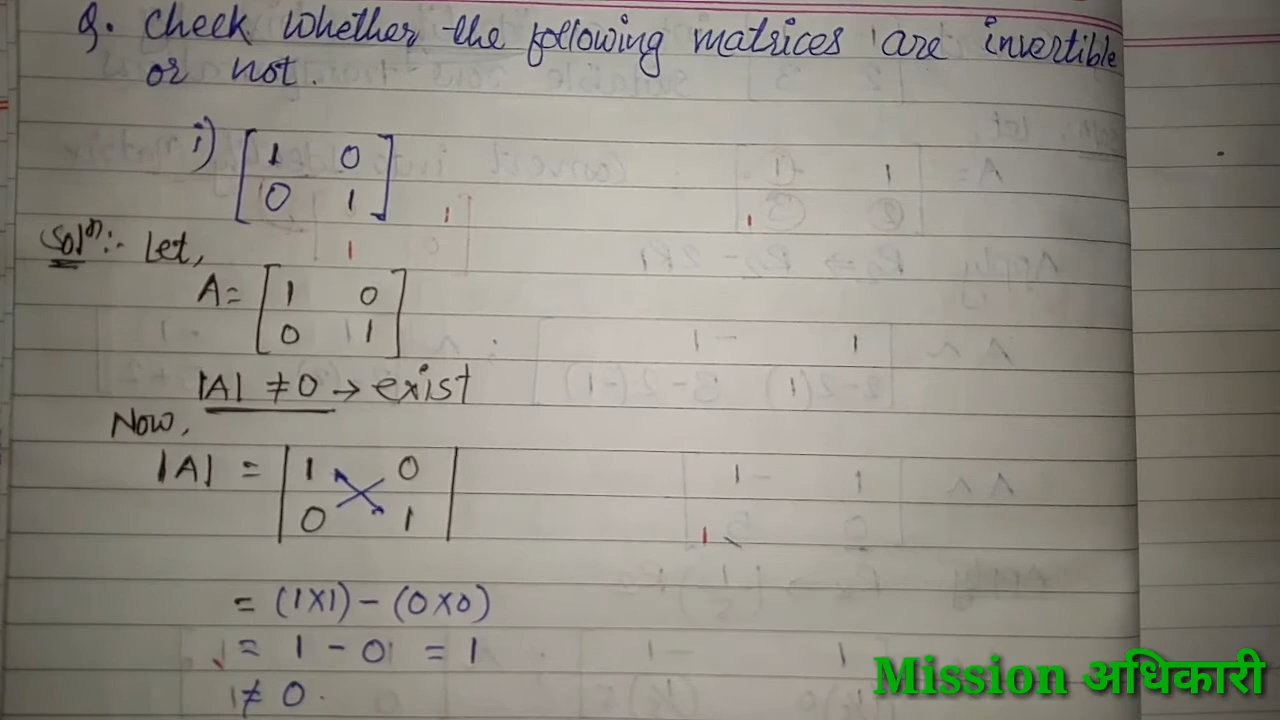 Q. Check whether the following matrices are invertible
or not.
i) [1 0
0 1]
Solⁿ:- Let,
A = [1 0
0 1]
|A| ≠ 0 → exist
Now,
|A| = |1 0
0 1|
= (1×1) - (0×0)
= 1 - 0 = 1
1 ≠ 0.
Mission अधिकारी